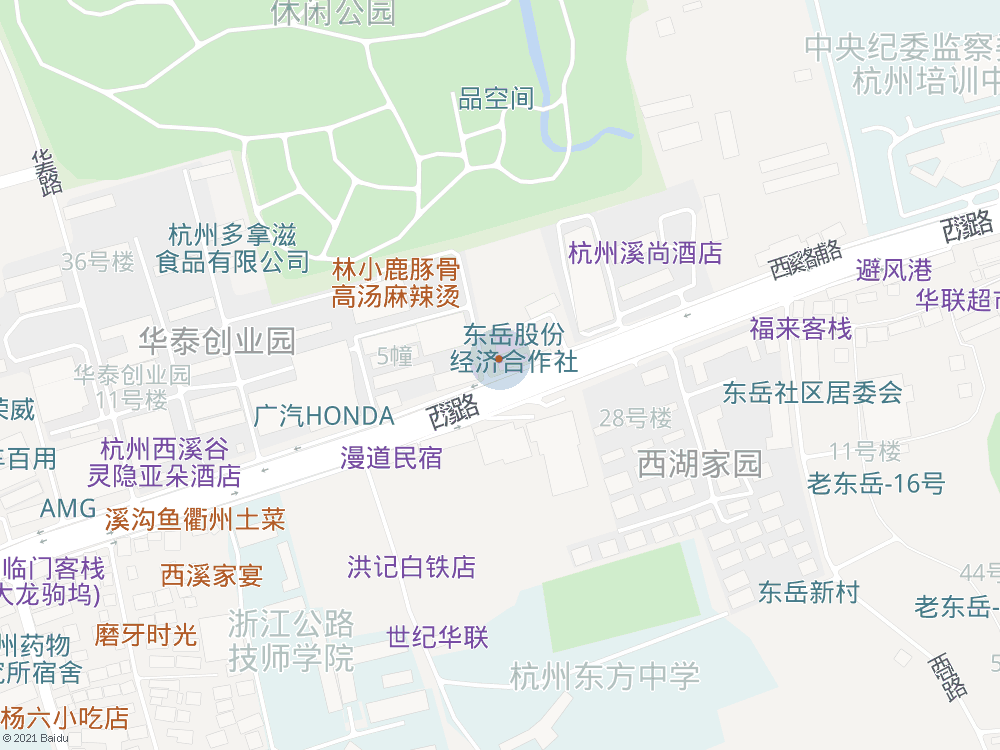 休闲公园
中央纪委监察委
杭州培训中
品空间
华泰路
西溪路
杭州多拿滋
食品有限公司
36号楼
杭州溪尚酒店
西溪路辅路
避风港
林小鹿豚骨
高汤麻辣烫
华联超市
福来客栈
华泰创业园
东岳股份
经济合作社
5幢
华泰创业园
11号楼
荣威
东岳社区居委会
广汽HONDA
西溪路
28号楼
杭州西溪谷
灵隐亚朵酒店
车百用
漫道民宿
11号楼
西湖家园
老东岳-16号
AMG
溪沟鱼衢州土菜
临门客栈
大龙驹坞)
西溪家宴
洪记白铁店
44号
东岳新村
老东岳-
浙江公路
技师学院
磨牙时光
世纪华联
州药物
究所宿舍
杭州东方中学
杨六小吃店
© 2021 Baidu